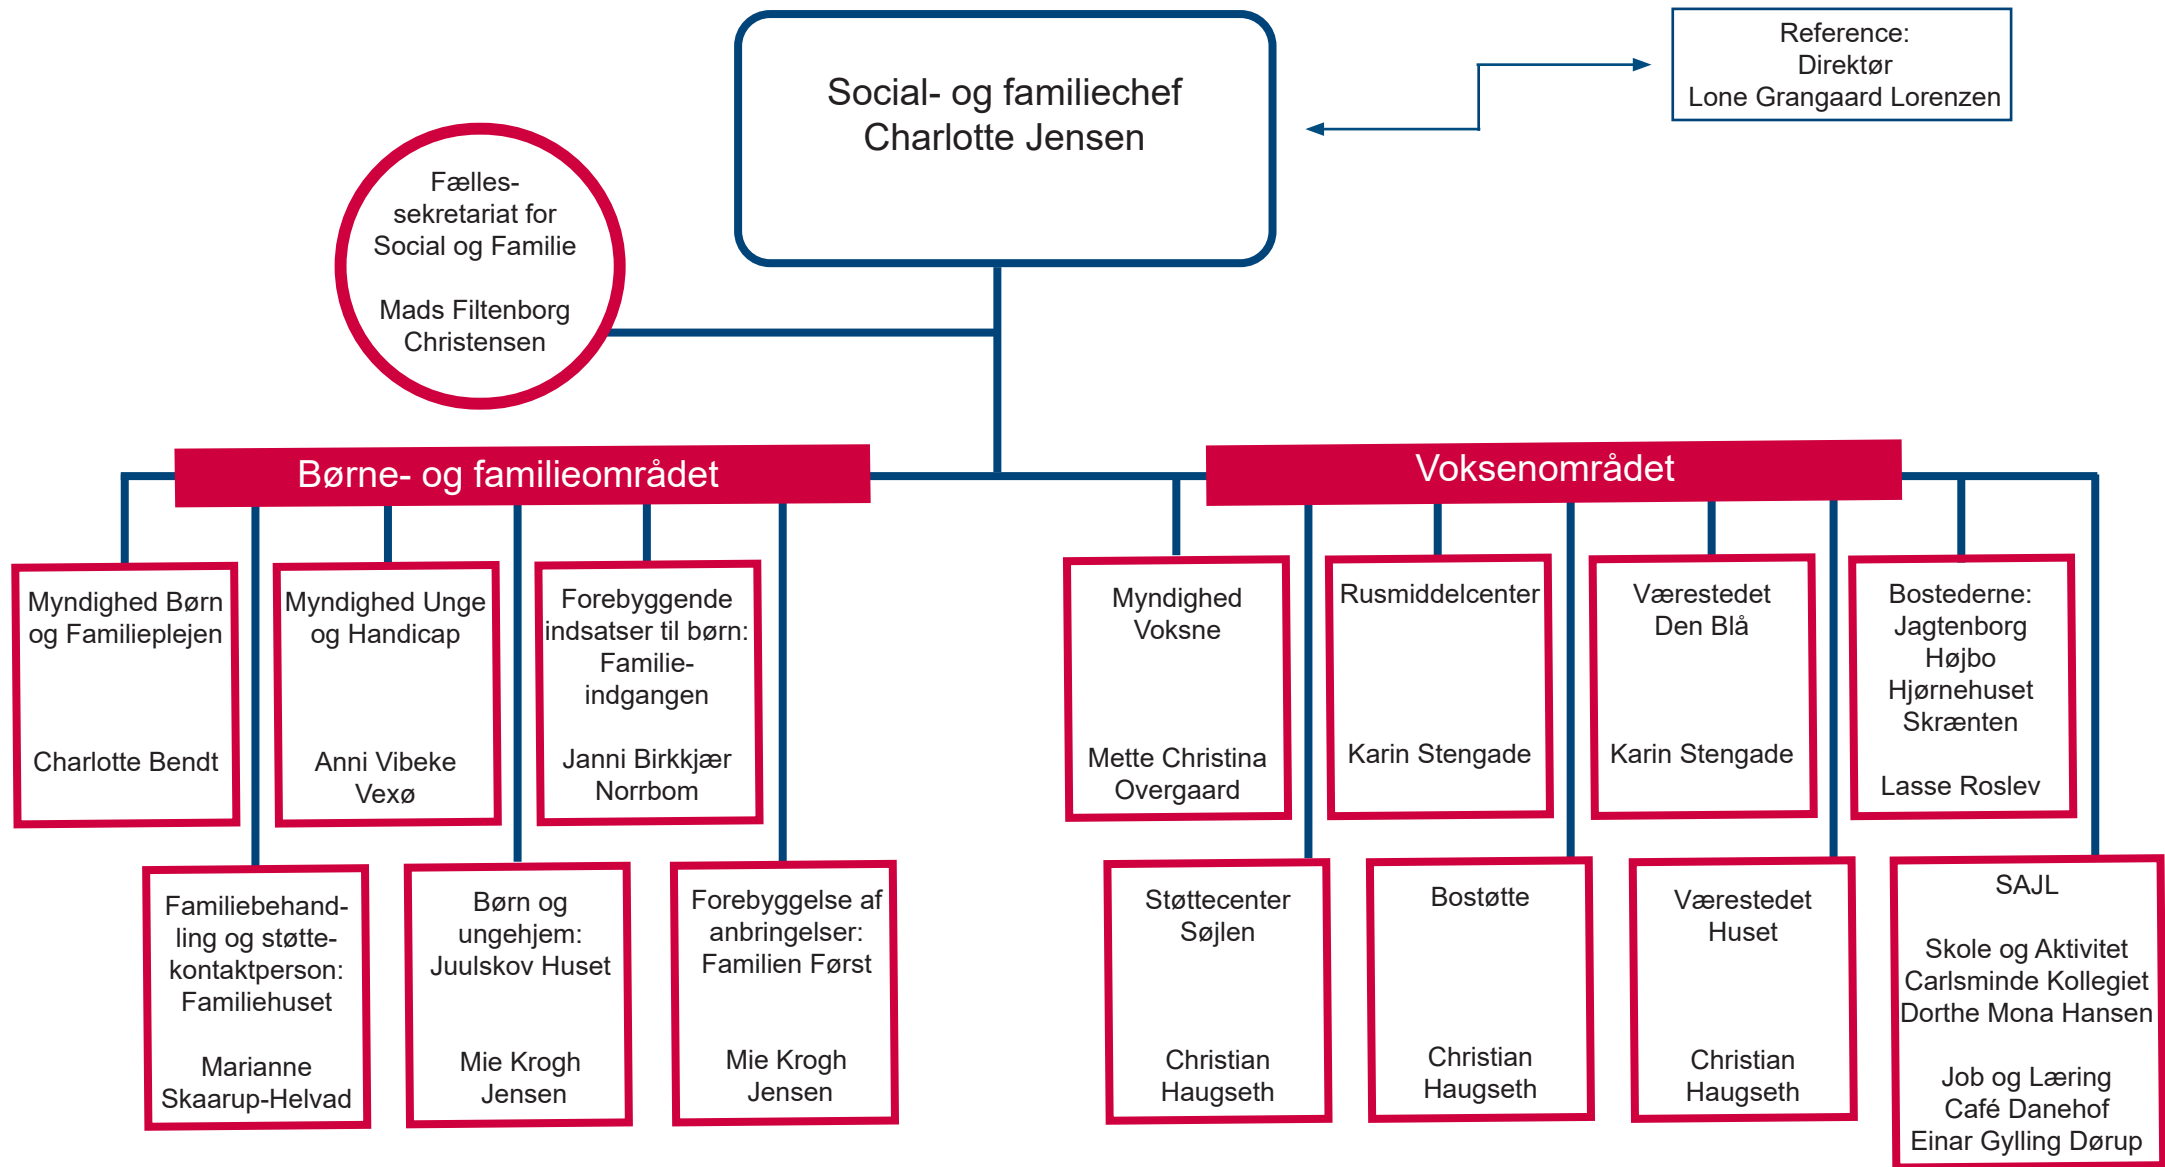 Reference:
Direktør
Lone Grangaard Lorenzen
Social- og familiechef
Charlotte Jensen
Fælles-
sekretariat for
Social og Familie
Mads Filtenborg
Christensen
Børne- og familieområdet
Voksenområdet
Myndighed Børn
og Familieplejen
Charlotte Bendt
Myndighed Unge
og Handicap
Anni Vibeke
Vexø
Forebyggende
indsatser til børn:
Familie-
indgangen
Janni Birkkjær
Norrbom
Myndighed
Voksne
Mette Christina
Overgaard
Rusmiddelcenter
Karin Stengade
Værestedet
Den Blå
Karin Stengade
Bostederne:
Jagtenborg
Højbo
Hjørnehuset
Skrænten
Lasse Roslev
Familiebehand-
ling og støtte-
kontaktperson:
Familiehuset
Marianne
Skaarup-Helvad
Børn og
ungehjem:
Juulskov Huset
Mie Krogh
Jensen
Forebyggelse af
anbringelser:
Familien Først
Mie Krogh
Jensen
Støttecenter
Søjlen
Christian
Haugseth
Bostøtte
Christian
Haugseth
Værestedet
Huset
Christian
Haugseth
SAJL
Skole og Aktivitet
Carlsminde Kollegiet
Dorthe Mona Hansen
Job og Læring
Café Danehof
Einar Gylling Dørup